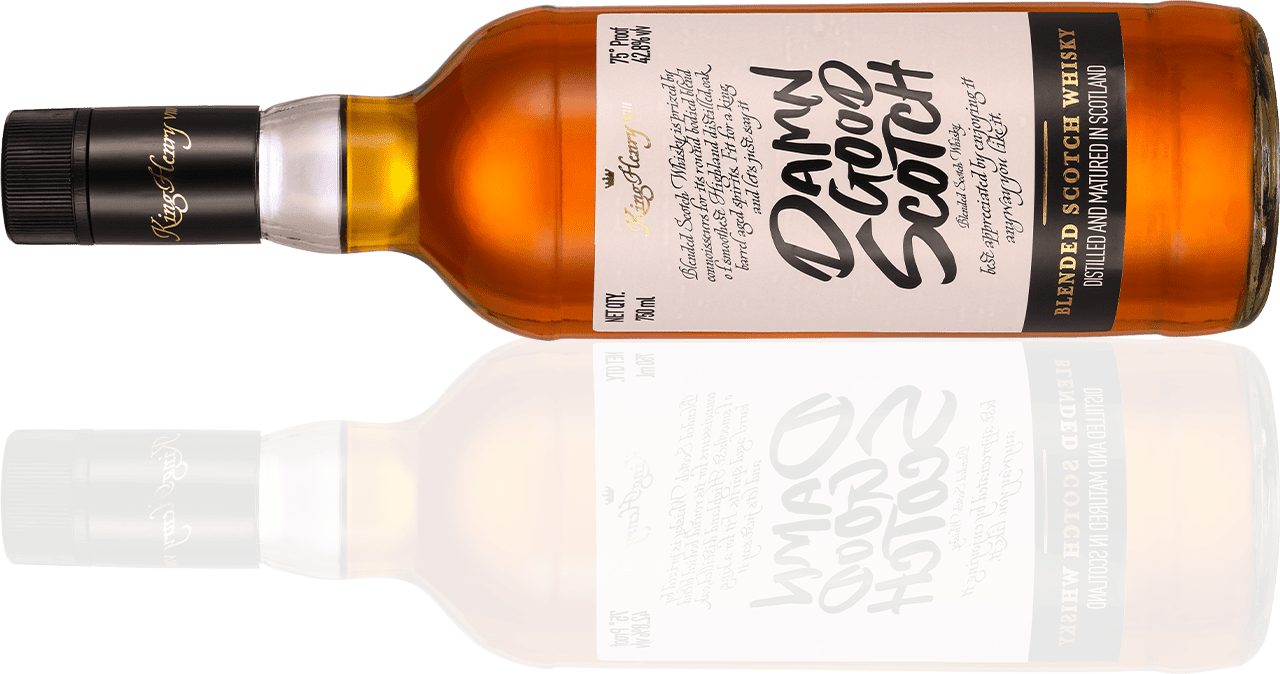 King Henry VIII
NET QTY.
750 ml.
75° Proof
42.8% v/v
King Henry VIII
Blended Scotch Whisky is prized by
connoisseurs for its round bodied blend
of smoothest Highland distilled, oak
barrel aged spirits. Fit for a king
and lets just say it
DAMN
GOOD
SCOTCH
Blended Scotch Whisky
best appreciated by enjoying it
anyway you like it.
BLENDED SCOTCH WHISKY
DISTILLED AND MATURED IN SCOTLAND